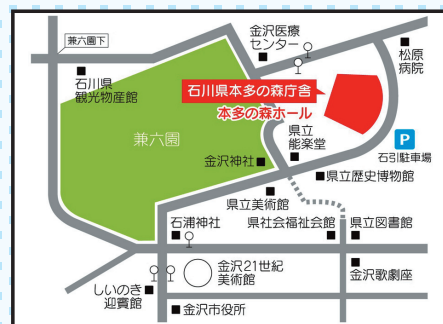 兼六園下
金沢医療
センター
松原
病院
石川県
観光物産館
石川県本多の森庁舎
本多の森ホール
兼六園
県立
能楽堂
P
石引駐車場
金沢神社
県立歴史博物館
県立美術館
石浦神社
県社会福祉会館
県立図書館
金沢21世紀
美術館
金沢歌劇座
しいのき
迎賓館
金沢市役所